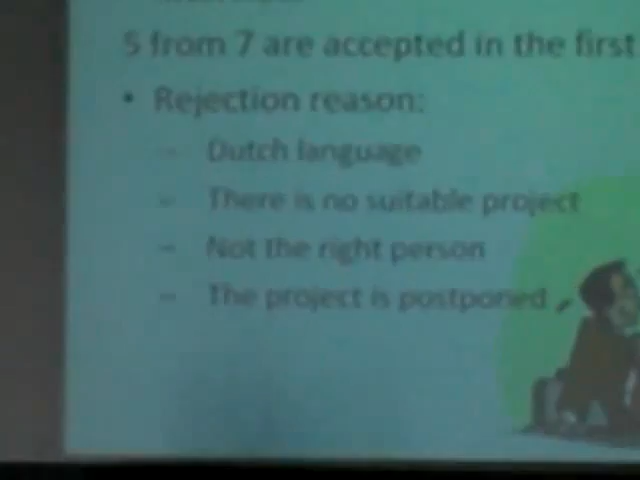 5 from 7 are accepted in the first
• Rejection reason:
– Dutch language
– There is no suitable project
– Not the right person
– The project is postponed